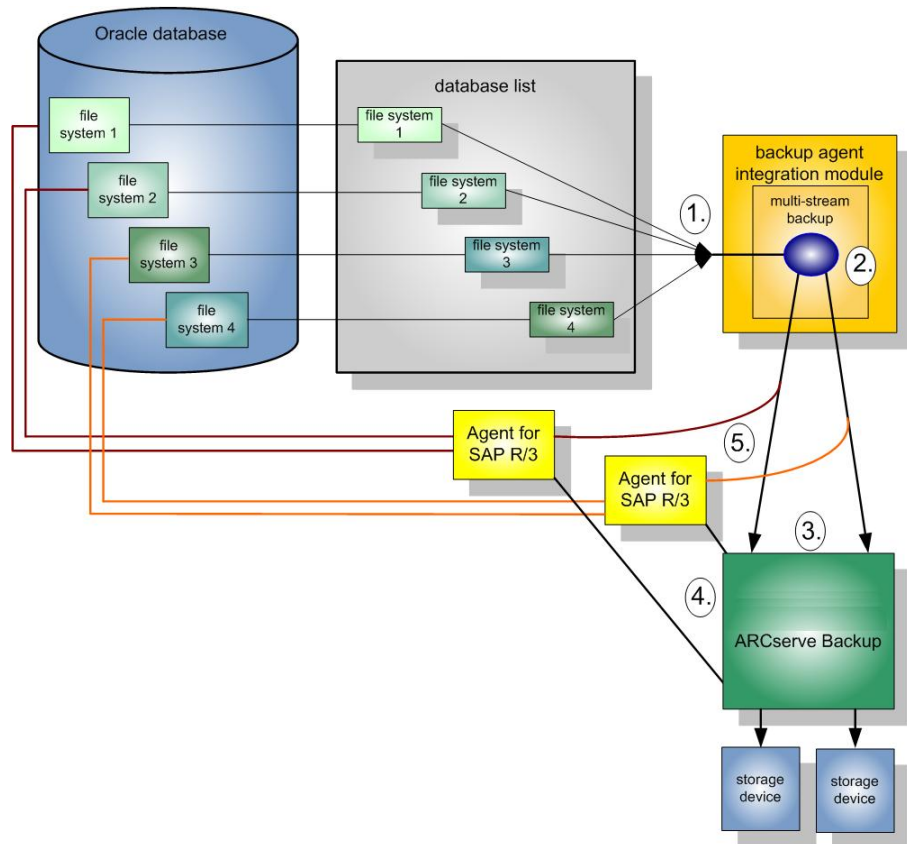 Oracle database
file
system 1
file
system 2
file
system 3
file
system 4
database list
file system
1
file system
2
file system
3
file system
4
1.
backup agent
integration module
multi-stream
backup
2.
Agent for
SAP R/3
Agent for
SAP R/3
5.
3.
4.
ARCserve Backup
storage
device
storage
device